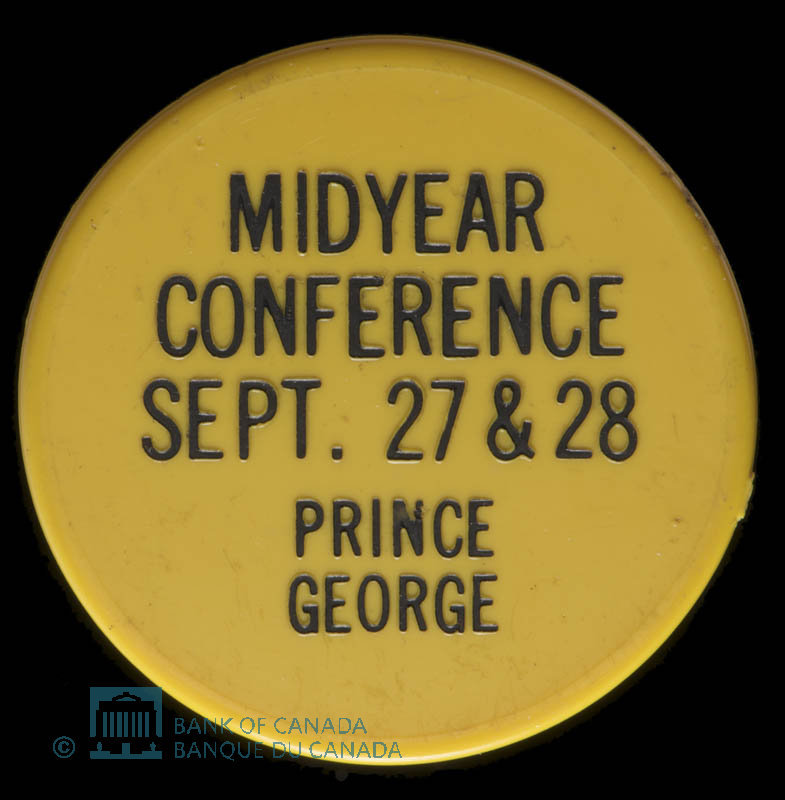 MIDYEAR
CONFERENCE
SEPT. 27 & 28
PRINCE
GEORGE
© BANK OF CANADA
BANQUE DU CANADA